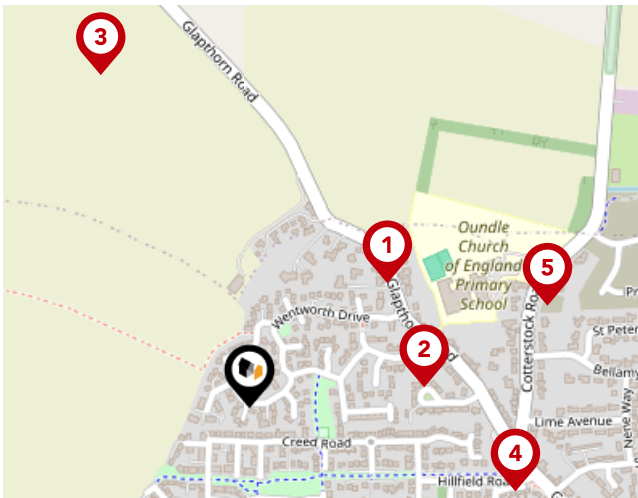 3
Glapthorn Road
1
Oundle
Church
of England
Primary
School
5
Glapthorn Road
Wentworth Drive
St Peter
2
Cotterstock Road
Bellamy
Nene Way
Lime Avenue
Creed Road
4
Hillfield Road